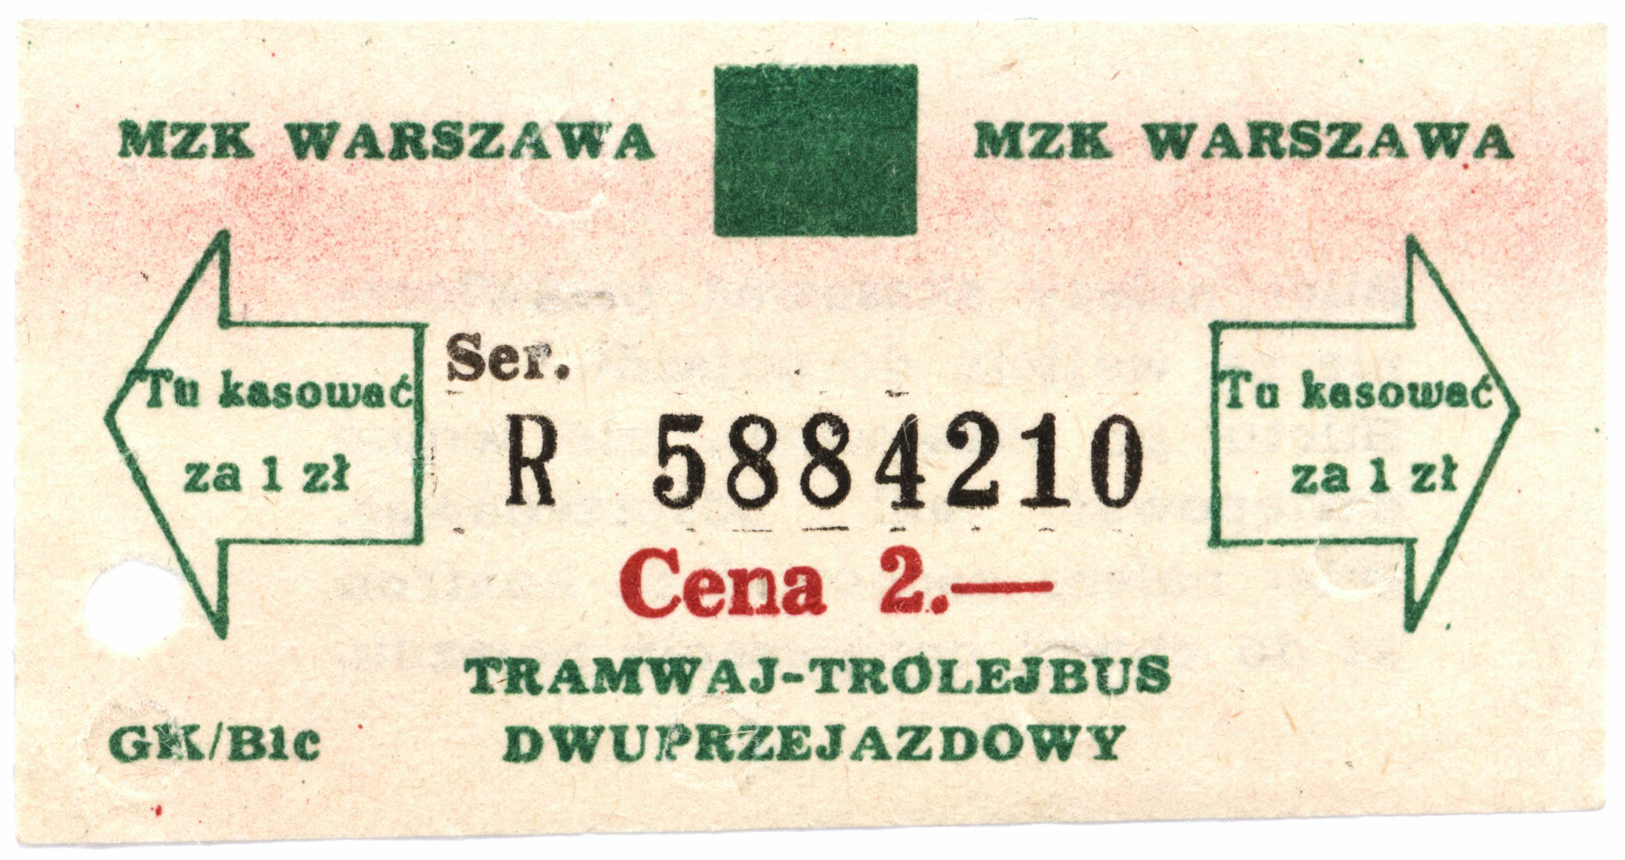 MZK WARSZAWA
MZK WARSZAWA
Tu kasować
za 1 zł
Ser.
R 5884210
Tu kasować
za 1 zł
Cena 2.—
TRAMWAJ-TROLEJBUS
DWUPRZEJAZDOWY
GK/B1c